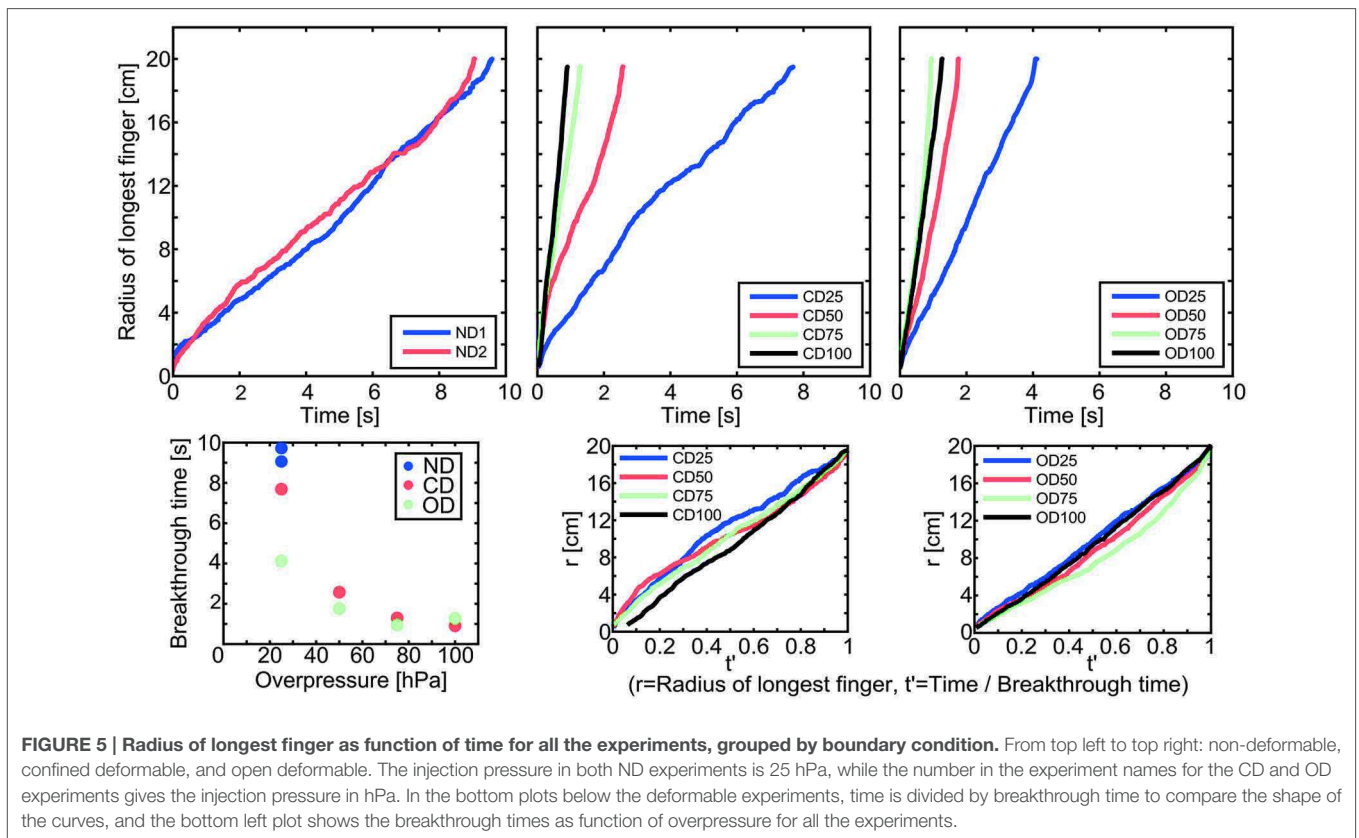 Radius of longest finger [cm]
20
16
12
8
4
0
ND1
ND2
0 2 4 6 8 10
Time [s]
CD25
CD50
CD75
CD100
0 2 4 6 8 10
Time [s]
OD25
OD50
OD75
OD100
0 2 4 6 8 10
Time [s]
Breakthrough time [s]
10
8
6
4
2
ND
CD
OD
0 20 40 60 80 100
Overpressure [hPa]
r [cm]
20
16
12
8
4
0
CD25
CD50
CD75
CD100
0 0.2 0.4 0.6 0.8 1
t'
r [cm]
20
16
12
8
4
0
OD25
OD50
OD75
OD100
0 0.2 0.4 0.6 0.8 1
t'
(r=Radius of longest finger, t'=Time / Breakthrough time)
FIGURE 5 | Radius of longest finger as function of time for all the experiments, grouped by boundary condition. From top left to top right: non-deformable,
confined deformable, and open deformable. The injection pressure in both ND experiments is 25 hPa, while the number in the experiment names for the CD and OD
experiments gives the injection pressure in hPa. In the bottom plots below the deformable experiments, time is divided by breakthrough time to compare the shape of
the curves, and the bottom left plot shows the breakthrough times as function of overpressure for all the experiments.